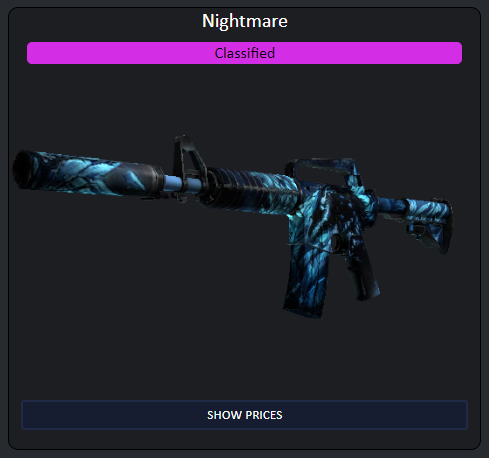 Nightmare
Classified
SHOW PRICES